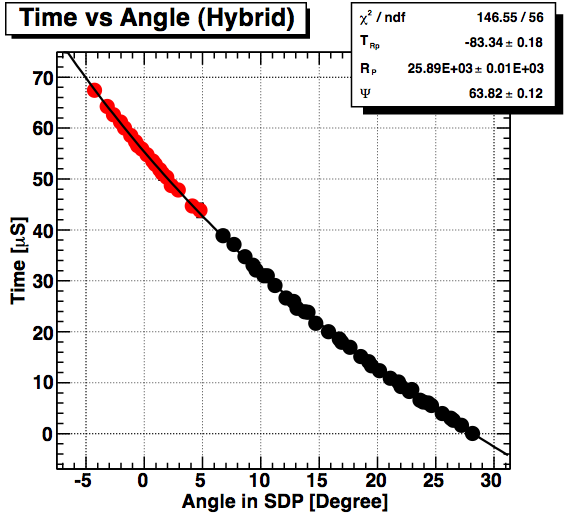 Time vs Angle (Hybrid)
χ² / ndf 146.55 / 56
T_Rp -83.34 ± 0.18
R_P 25.89E+03 ± 0.01E+03
Ψ 63.82 ± 0.12
Time [μS]
70
60
50
40
30
20
10
0
-5 0 5 10 15 20 25 30
Angle in SDP [Degree]